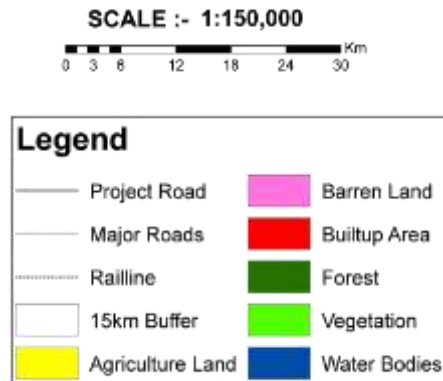 SCALE :- 1:150,000
Km
0 3 6 12 18 24 30
Legend
Project Road
Major Roads
Railline
15km Buffer
Agriculture Land
Barren Land
Builtup Area
Forest
Vegetation
Water Bodies